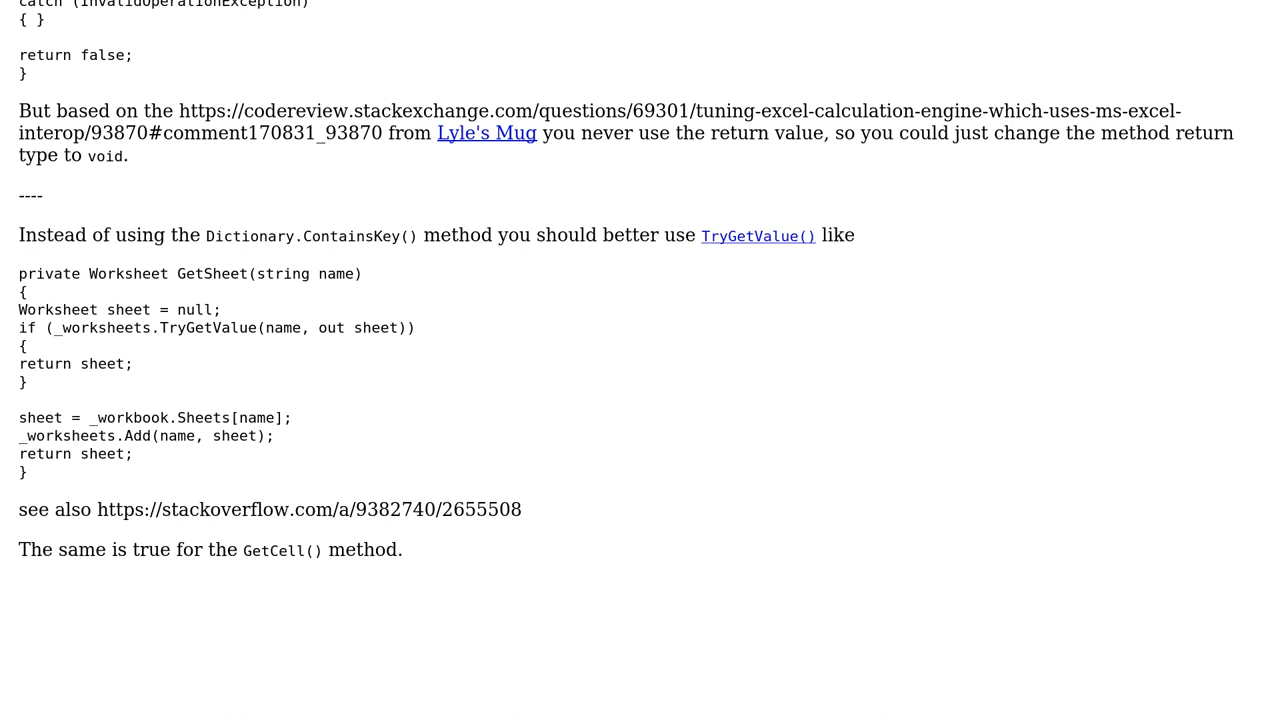 catch (InvalidOperationException)
{ }
return false;
}
But based on the https://codereview.stackexchange.com/questions/69301/tuning-excel-calculation-engine-which-uses-ms-excel-
interop/93870#comment170831_93870 from Lyle's Mug you never use the return value, so you could just change the method return
type to void.
----
Instead of using the Dictionary.ContainsKey() method you should better use TryGetValue() like
private Worksheet GetSheet(string name)
{
Worksheet sheet = null;
if (_worksheets.TryGetValue(name, out sheet))
{
return sheet;
}
sheet = _workbook.Sheets[name];
_worksheets.Add(name, sheet);
return sheet;
}
see also https://stackoverflow.com/a/9382740/2655508
The same is true for the GetCell() method.